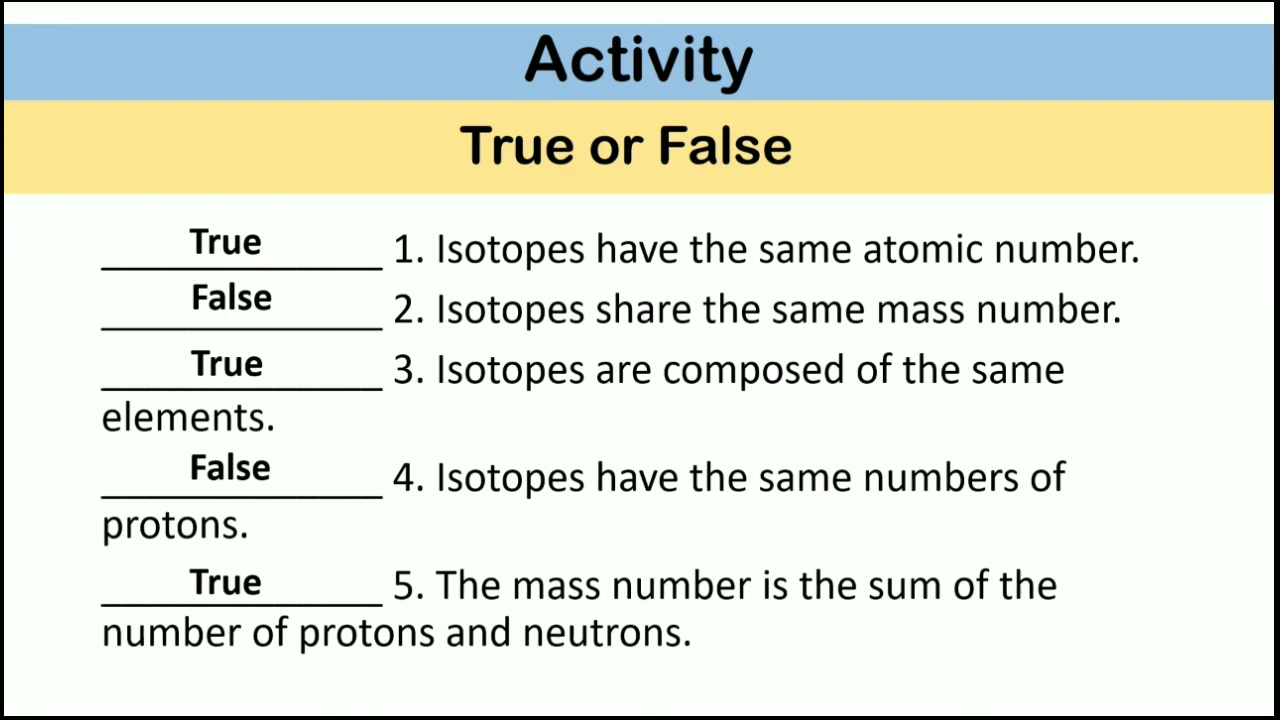 Activity
True or False
True 1. Isotopes have the same atomic number.
False 2. Isotopes share the same mass number.
True 3. Isotopes are composed of the same
elements.
False 4. Isotopes have the same numbers of
protons.
True 5. The mass number is the sum of the
number of protons and neutrons.